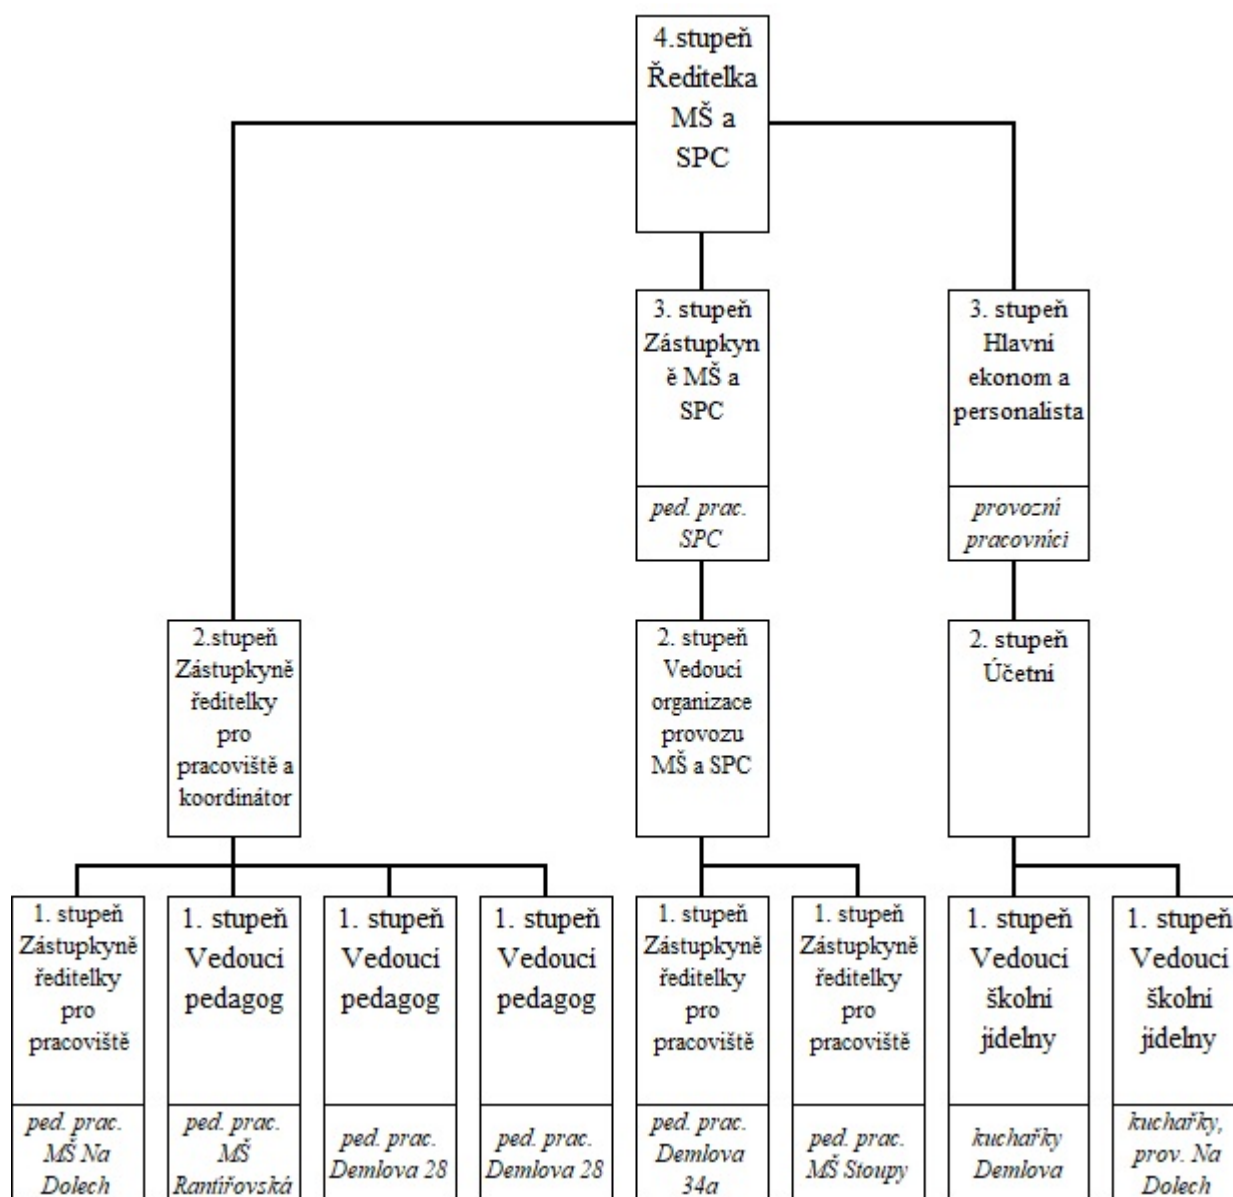 4.stupeň
Ředitelka
MŠ a
SPC
3. stupeň
Zástupkyn
ě MŠ a
SPC
ped. prac.
SPC
3. stupeň
Hlavní
ekonom a
personalista
provozní
pracovníci
2.stupeň
Zástupkyně
ředitelky
pro
pracoviště a
koordinátor
2. stupeň
Vedoucí
organizace
provozu
MŠ a SPC
2. stupeň
Účetní
1. stupeň
Zástupkyně
ředitelky
pro
pracoviště
ped. prac.
MŠ Na
Dolech
1. stupeň
Vedoucí
pedagog
ped. prac.
MŠ
Rantířovská
1. stupeň
Vedoucí
pedagog
ped. prac.
Demlova 28
1. stupeň
Vedoucí
pedagog
ped. prac.
Demlova 28
1. stupeň
Zástupkyně
ředitelky
pro
pracoviště
ped. prac.
Demlova
34a
1. stupeň
Zástupkyně
ředitelky
pro
pracoviště
ped. prac.
MŠ Stoupy
1. stupeň
Vedoucí
školní
jídelny
kuchařky
Demlova
1. stupeň
Vedoucí
školní
jídelny
kuchařky,
prov. Na
Dolech